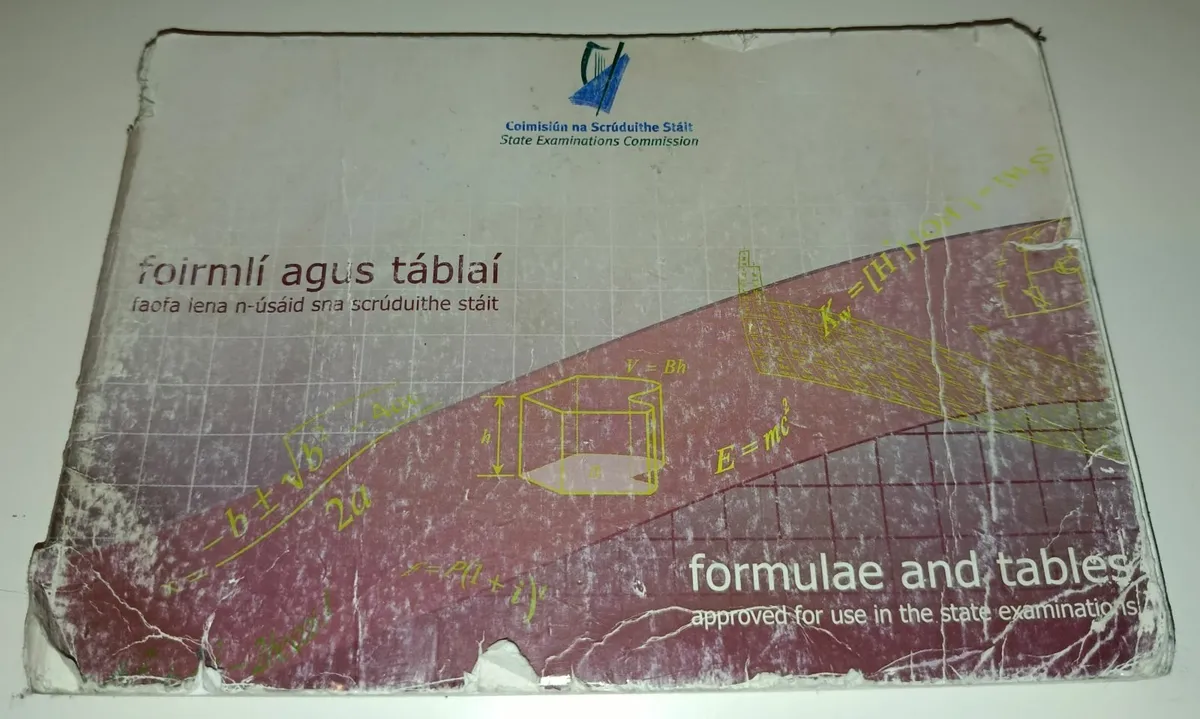 Coimisiún na Scrúduithe Stáit
State Examinations Commission
foirmlí agus táblaí
faofa lena n-úsáid sna scrúduithe stáit
V = Bh
h
E = mc²
-b ± √b²
2a
formulae and tables
approved for use in the state examinations